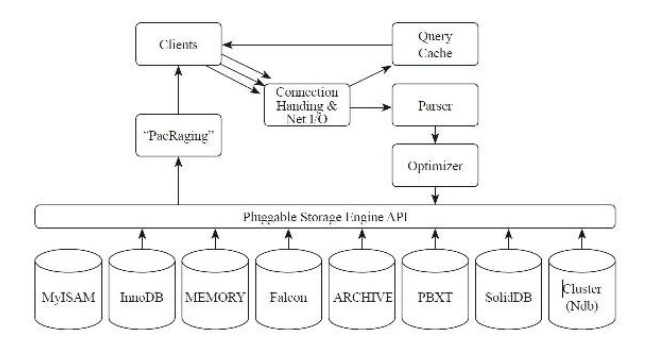 Clients
Query
Cache
Connection
Handing &
Net I/O
Parser
"PacRaging"
Optimizer
Pluggable Storage Engine API
MyISAM
InnoDB
MEMORY
Falcon
ARCHIVE
PBXT
SolidDB
Cluster
(Ndb)